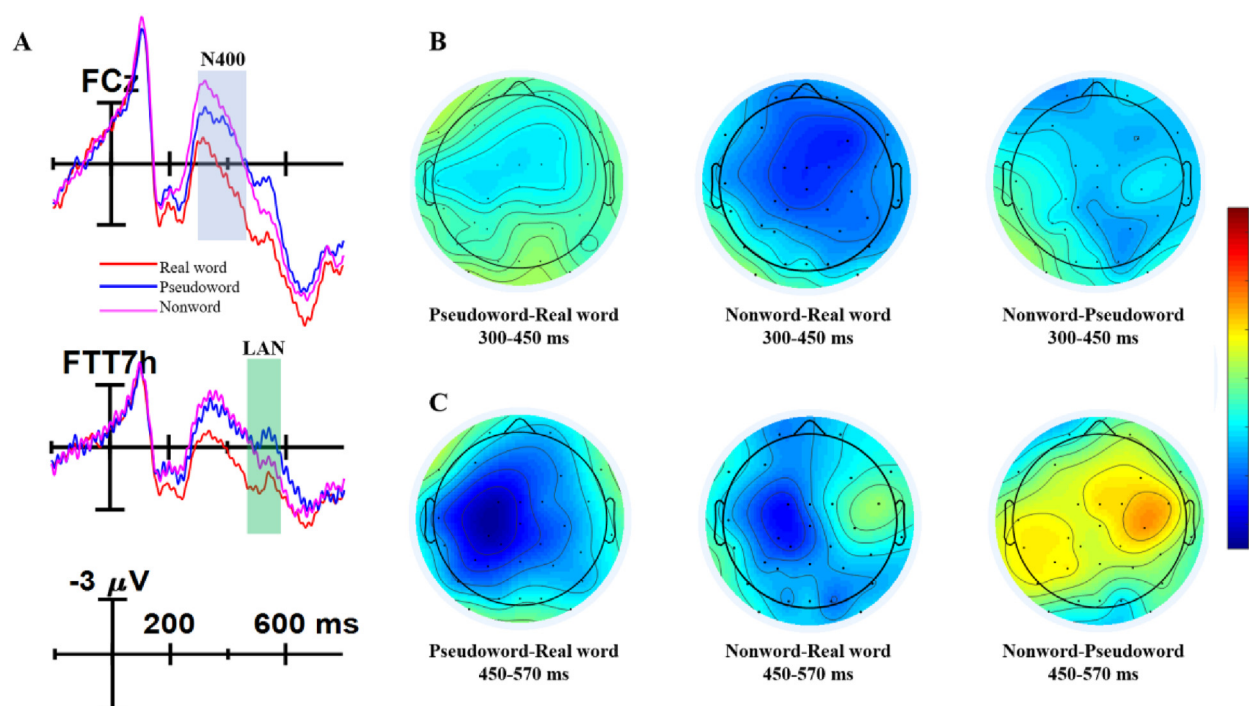 A
N400
FCz
Real word
Pseudoword
Nonword
LAN
FTT7h
-3 μV
200
600 ms
B
Pseudoword-Real word
300-450 ms
Nonword-Real word
300-450 ms
Nonword-Pseudoword
300-450 ms
C
Pseudoword-Real word
450-570 ms
Nonword-Real word
450-570 ms
Nonword-Pseudoword
450-570 ms